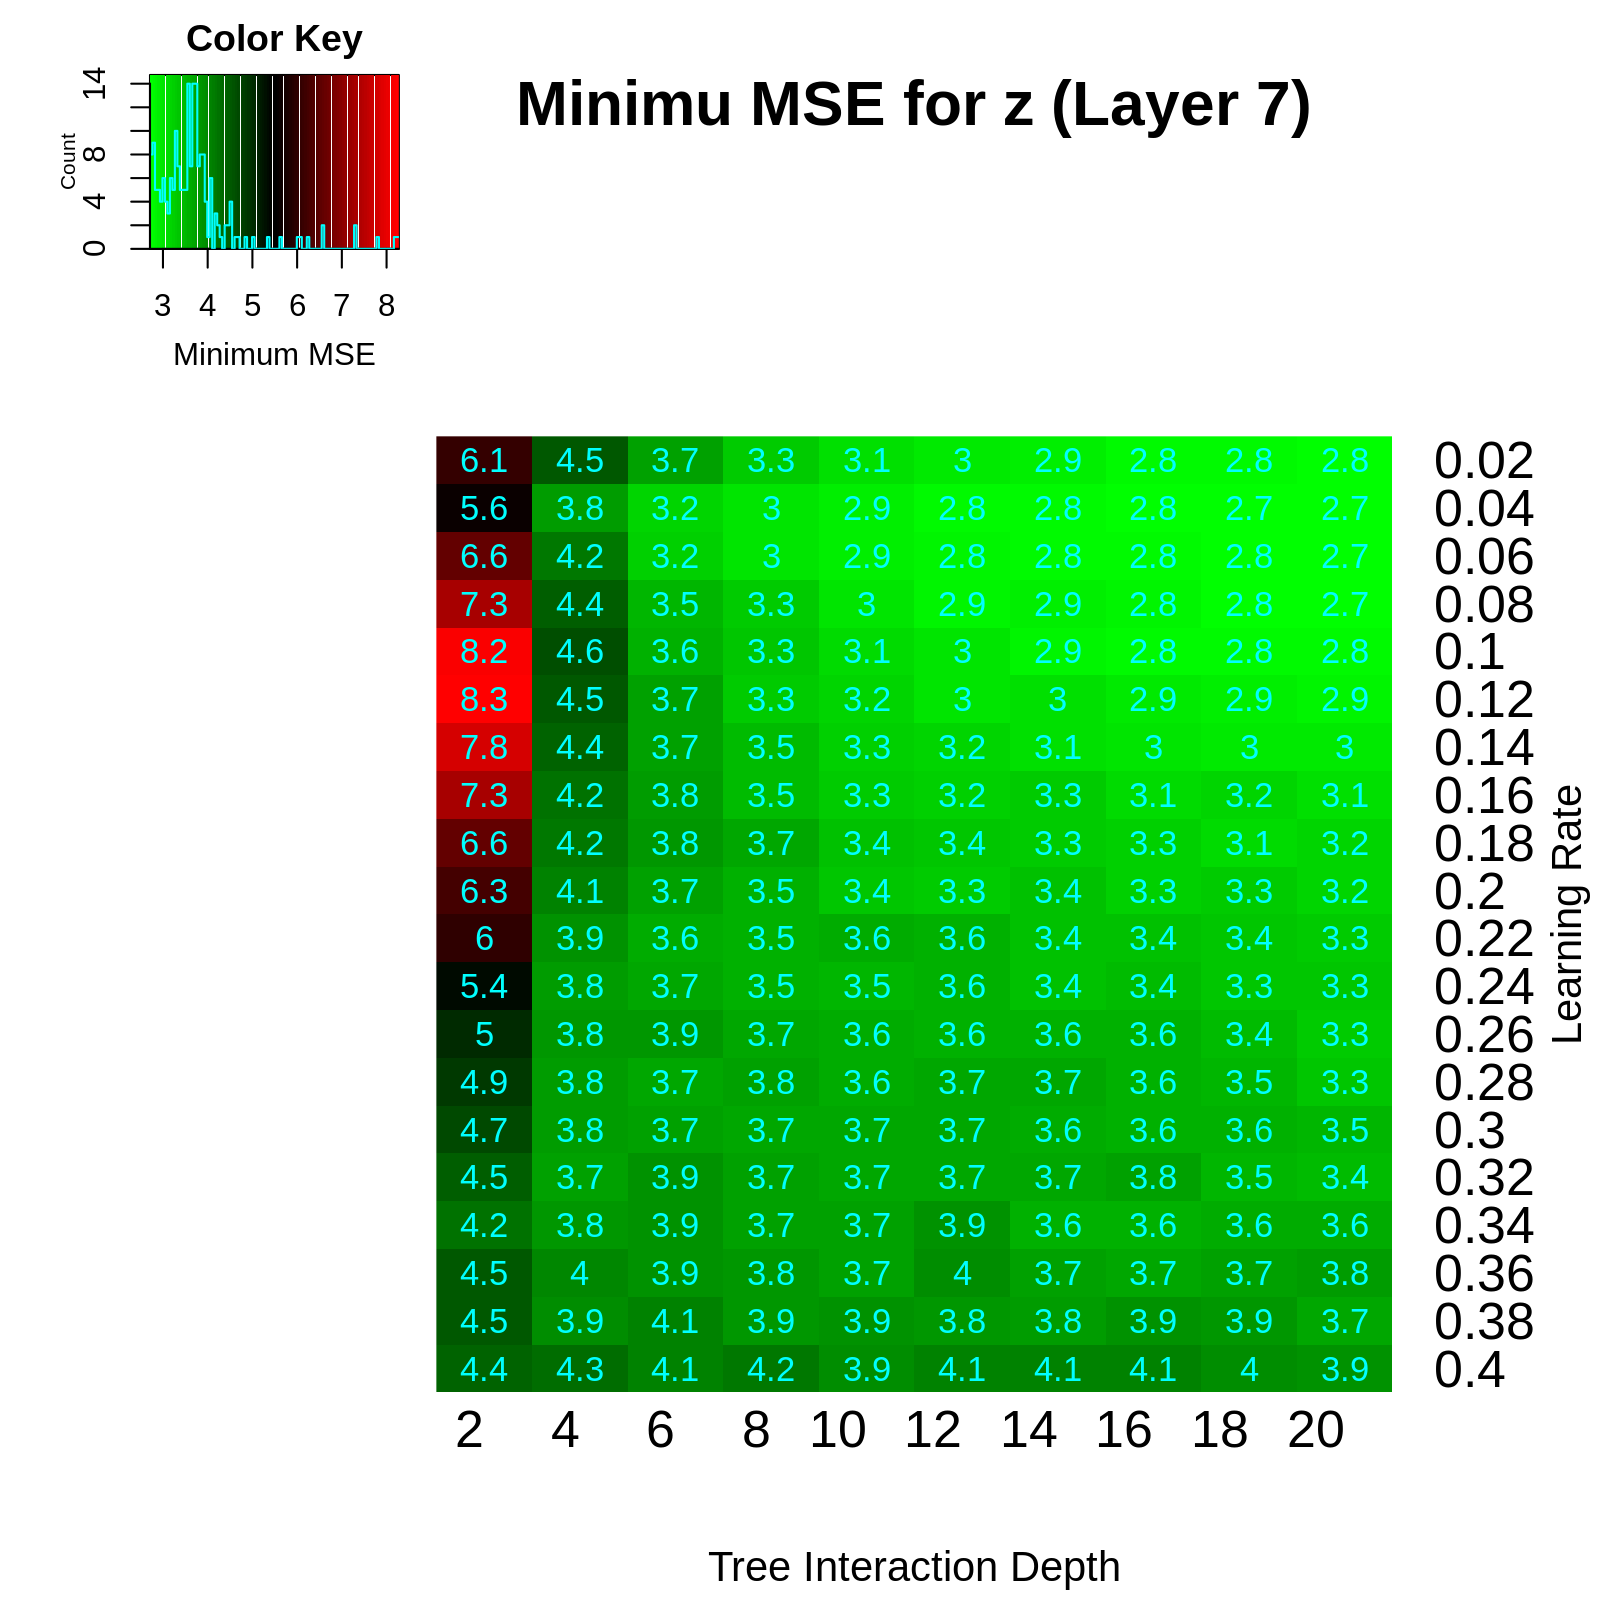 Color Key
Minimu MSE for z (Layer 7)
Count
0 4 8 14
3 4 5 6 7 8
Minimum MSE
6.1 4.5 3.7 3.3 3.1 3 2.9 2.8 2.8 2.8 0.02
5.6 3.8 3.2 3 2.9 2.8 2.8 2.8 2.7 2.7 0.04
6.6 4.2 3.2 3 2.9 2.8 2.8 2.8 2.8 2.7 0.06
7.3 4.4 3.5 3.3 3 2.9 2.9 2.8 2.8 2.7 0.08
8.2 4.6 3.6 3.3 3.1 3 2.9 2.8 2.8 2.8 0.1
8.3 4.5 3.7 3.3 3.2 3 3 2.9 2.9 2.9 0.12
7.8 4.4 3.7 3.5 3.3 3.2 3.1 3 3 3 0.14
7.3 4.2 3.8 3.5 3.3 3.2 3.3 3.1 3.2 3.1 0.16
6.6 4.2 3.8 3.7 3.4 3.4 3.3 3.3 3.1 3.2 0.18
6.3 4.1 3.7 3.5 3.4 3.3 3.4 3.3 3.3 3.2 0.2
6 3.9 3.6 3.5 3.6 3.6 3.4 3.4 3.4 3.3 0.22
5.4 3.8 3.7 3.5 3.5 3.6 3.4 3.4 3.3 3.3 0.24
5 3.8 3.9 3.7 3.6 3.6 3.6 3.6 3.4 3.3 0.26
4.9 3.8 3.7 3.8 3.6 3.7 3.7 3.6 3.5 3.3 0.28
4.7 3.8 3.7 3.7 3.7 3.7 3.6 3.6 3.6 3.5 0.3
4.5 3.7 3.9 3.7 3.7 3.7 3.7 3.8 3.5 3.4 0.32
4.2 3.8 3.9 3.7 3.7 3.9 3.6 3.6 3.6 3.6 0.34
4.5 4 3.9 3.8 3.7 4 3.7 3.7 3.7 3.8 0.36
4.5 3.9 4.1 3.9 3.9 3.8 3.8 3.9 3.9 3.7 0.38
4.4 4.3 4.1 4.2 3.9 4.1 4.1 4.1 4 3.9 0.4
Learning Rate
2 4 6 8 10 12 14 16 18 20
Tree Interaction Depth